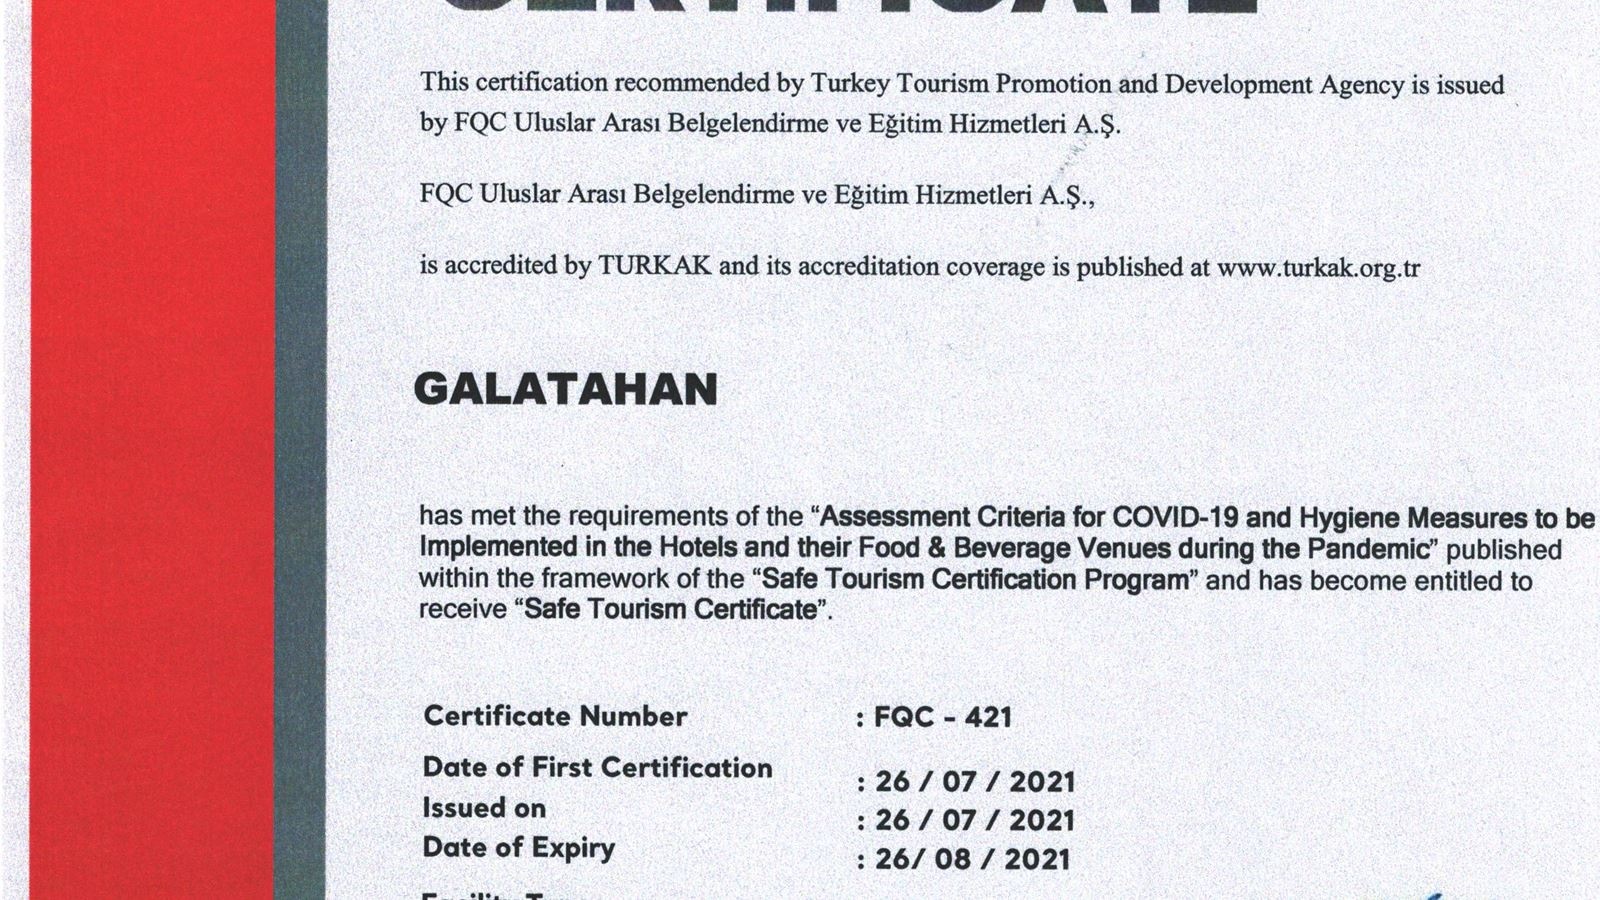 CERTIFICATE
This certification recommended by Turkey Tourism Promotion and Development Agency is issued
by FQC Uluslar Arası Belgelendirme ve Eğitim Hizmetleri A.Ş.
FQC Uluslar Arası Belgelendirme ve Eğitim Hizmetleri A.Ş.,
is accredited by TURKAK and its accreditation coverage is published at www.turkak.org.tr
GALATAHAN
has met the requirements of the “Assessment Criteria for COVID-19 and Hygiene Measures to be
Implemented in the Hotels and their Food & Beverage Venues during the Pandemic” published
within the framework of the “Safe Tourism Certification Program” and has become entitled to
receive “Safe Tourism Certificate”.
Certificate Number : FQC - 421
Date of First Certification : 26 / 07 / 2021
Issued on : 26 / 07 / 2021
Date of Expiry : 26/ 08 / 2021